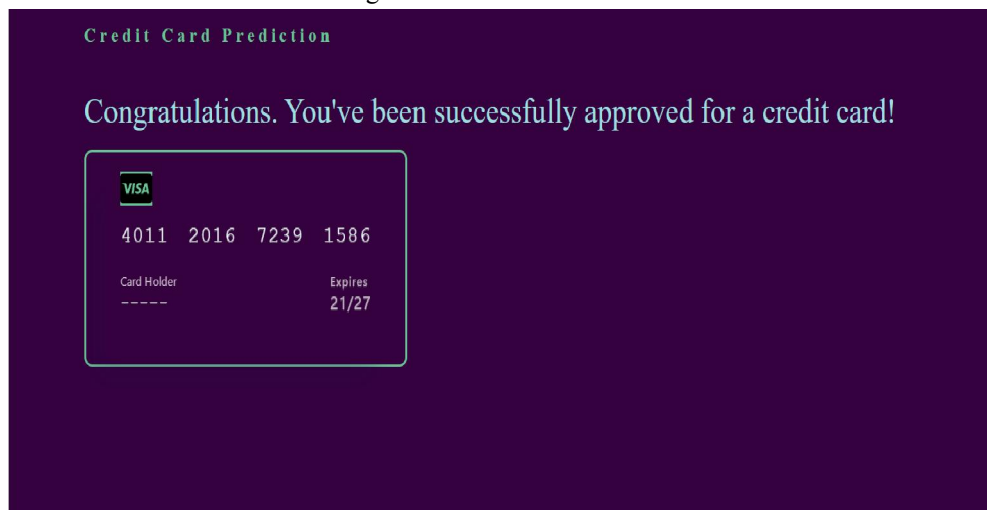 Credit Card Prediction
Congratulations. You've been successfully approved for a credit card!
VISA
4011 2016 7239 1586
Card Holder Expires
----- 21/27